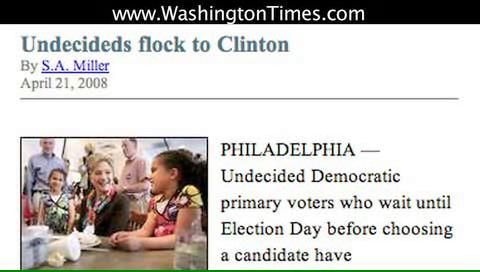 www.WashingtonTimes.com
Undecideds flock to Clinton
By S.A. Miller
April 21, 2008
PHILADELPHIA —
Undecided Democratic
primary voters who wait until
Election Day before choosing
a candidate have